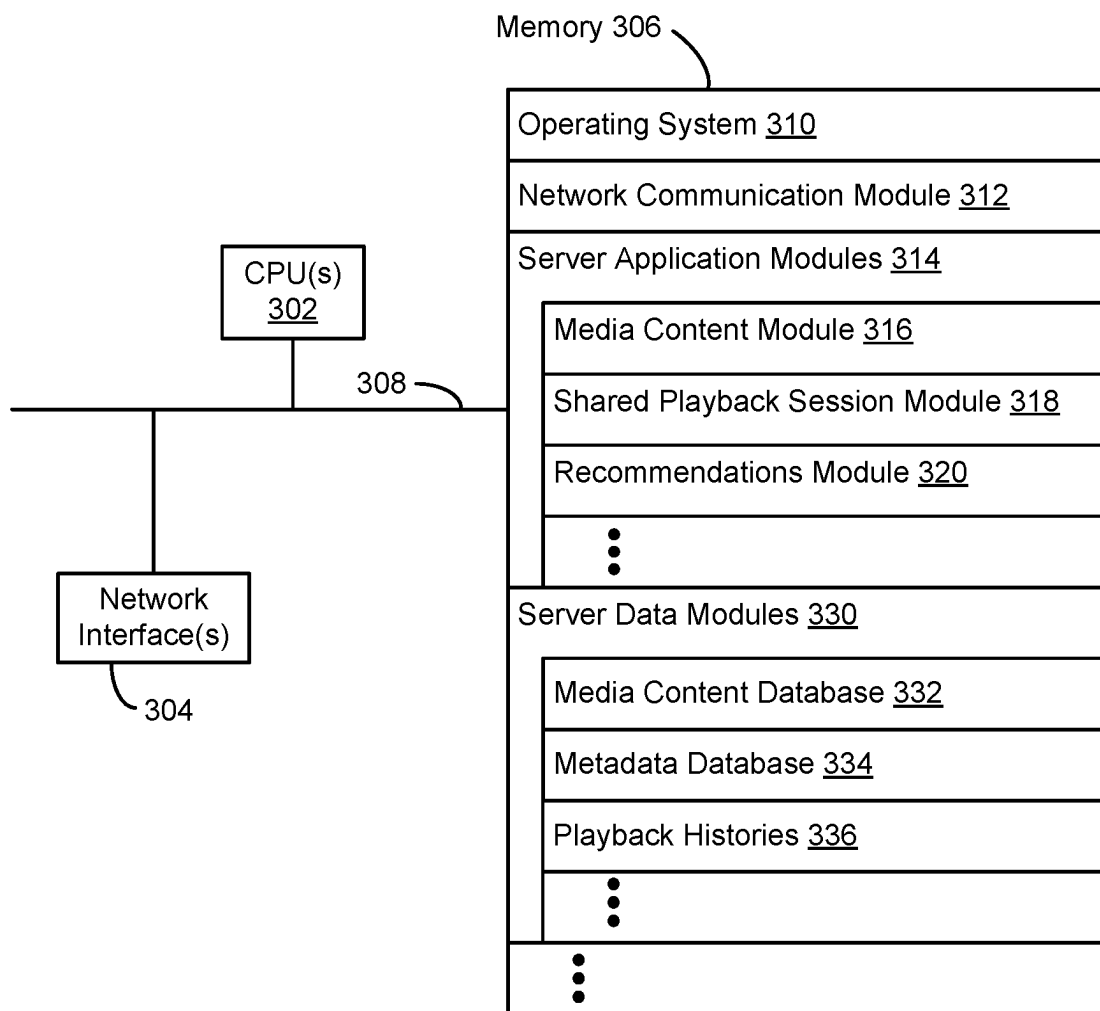 Memory 306
Operating System 310
Network Communication Module 312
Server Application Modules 314
CPU(s)
302
Media Content Module 316
308
Shared Playback Session Module 318
Recommendations Module 320
Network
Interface(s)
304
Server Data Modules 330
Media Content Database 332
Metadata Database 334
Playback Histories 336